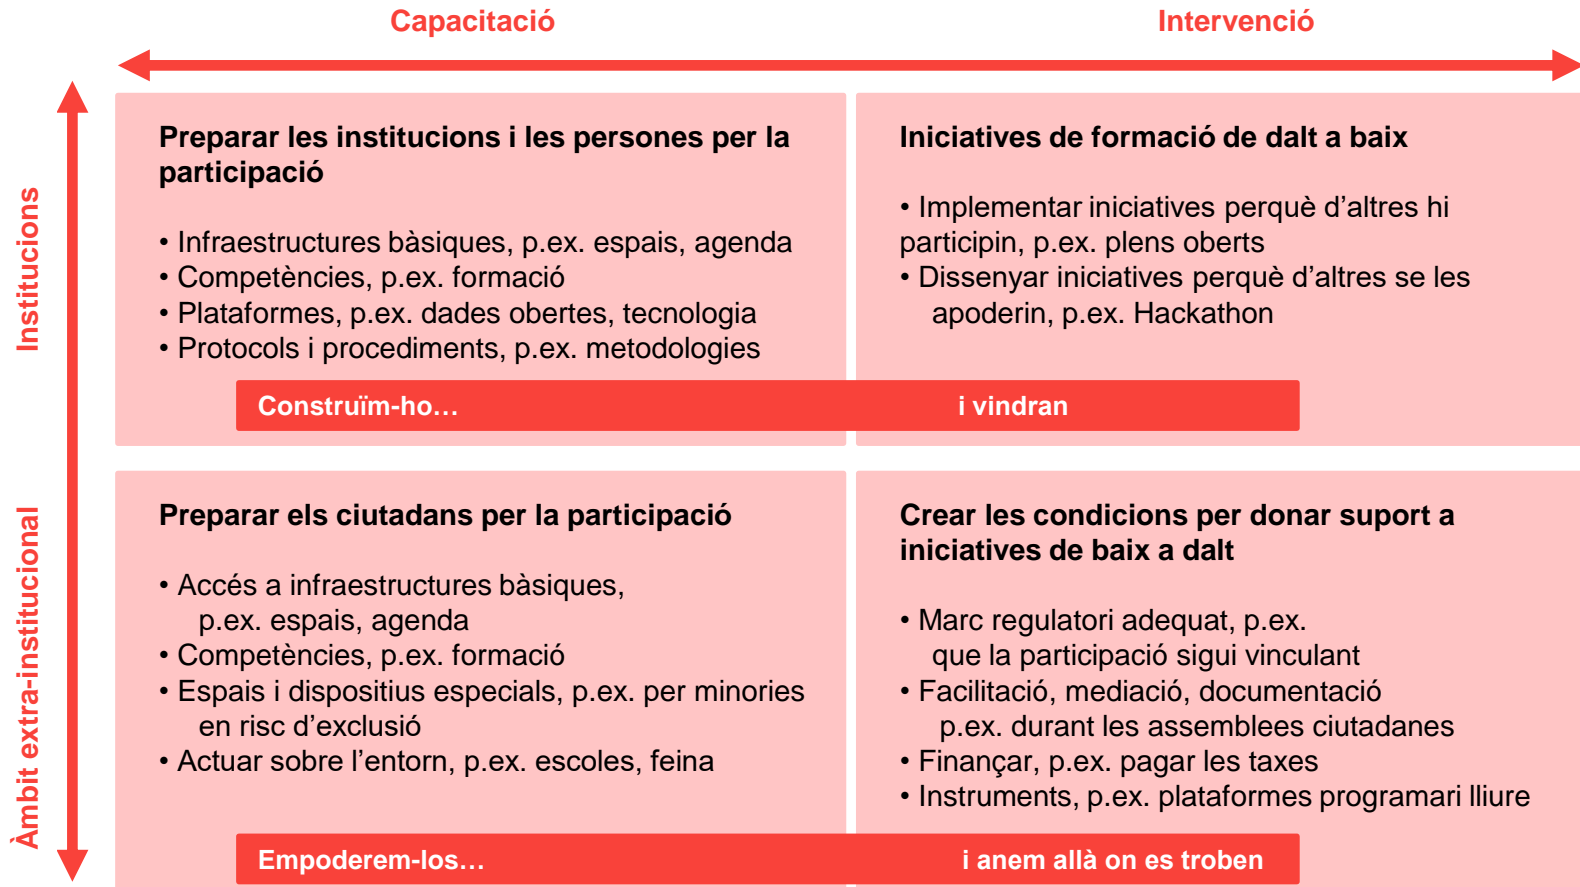 Capacitació
Intervenció
Institucions
Preparar les institucions i les persones per la
participació
• Infraestructures bàsiques, p.ex. espais, agenda
• Competències, p.ex. formació
• Plataformes, p.ex. dades obertes, tecnologia
• Protocols i procediments, p.ex. metodologies
Iniciatives de formació de dalt a baix
• Implementar iniciatives perquè d’altres hi
participin, p.ex. plens oberts
• Dissenyar iniciatives perquè d’altres se les
apoderin, p.ex. Hackathon
Construïm-ho…
i vindran
Àmbit extra-institucional
Preparar els ciutadans per la participació
• Accés a infraestructures bàsiques,
p.ex. espais, agenda
• Competències, p.ex. formació
• Espais i dispositius especials, p.ex. per minories
en risc d’exclusió
• Actuar sobre l’entorn, p.ex. escoles, feina
Crear les condicions per donar suport a
iniciatives de baix a dalt
• Marc regulatori adequat, p.ex.
que la participació sigui vinculant
• Facilitació, mediació, documentació
p.ex. durant les assemblees ciutadanes
• Finançar, p.ex. pagar les taxes
• Instruments, p.ex. plataformes programari lliure
Empoderem-los…
i anem allà on es troben